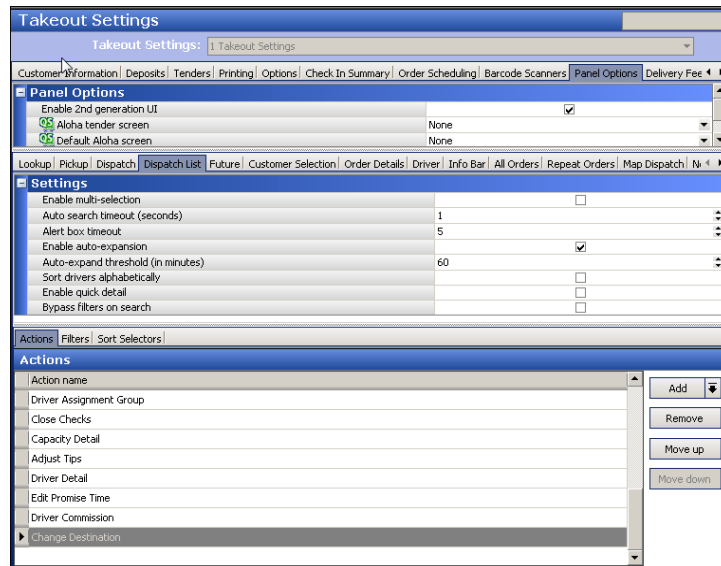 Takeout Settings
Takeout Settings: 1 Takeout Settings
Customer Information Deposits Tenders Printing Options Check In Summary Order Scheduling Barcode Scanners Panel Options Delivery Fee
Panel Options
Enable 2nd generation UI
QS Aloha tender screen None
QS Default Aloha screen None
Lookup Pickup Dispatch Dispatch List Future Customer Selection Order Details Driver Info Bar All Orders Repeat Orders Map Dispatch
Settings
Enable multi-selection
Auto search timeout (seconds) 1
Alert box timeout 5
Enable auto-expansion
Auto-expand threshold (in minutes) 60
Sort drivers alphabetically
Enable quick detail
Bypass filters on search
Actions Filters Sort Selectors
Actions
Action name
Driver Assignment Group
Close Checks
Capacity Detail
Adjust Tips
Driver Detail
Edit Promise Time
Driver Commission
Change Destination
Add
Remove
Move up
Move down